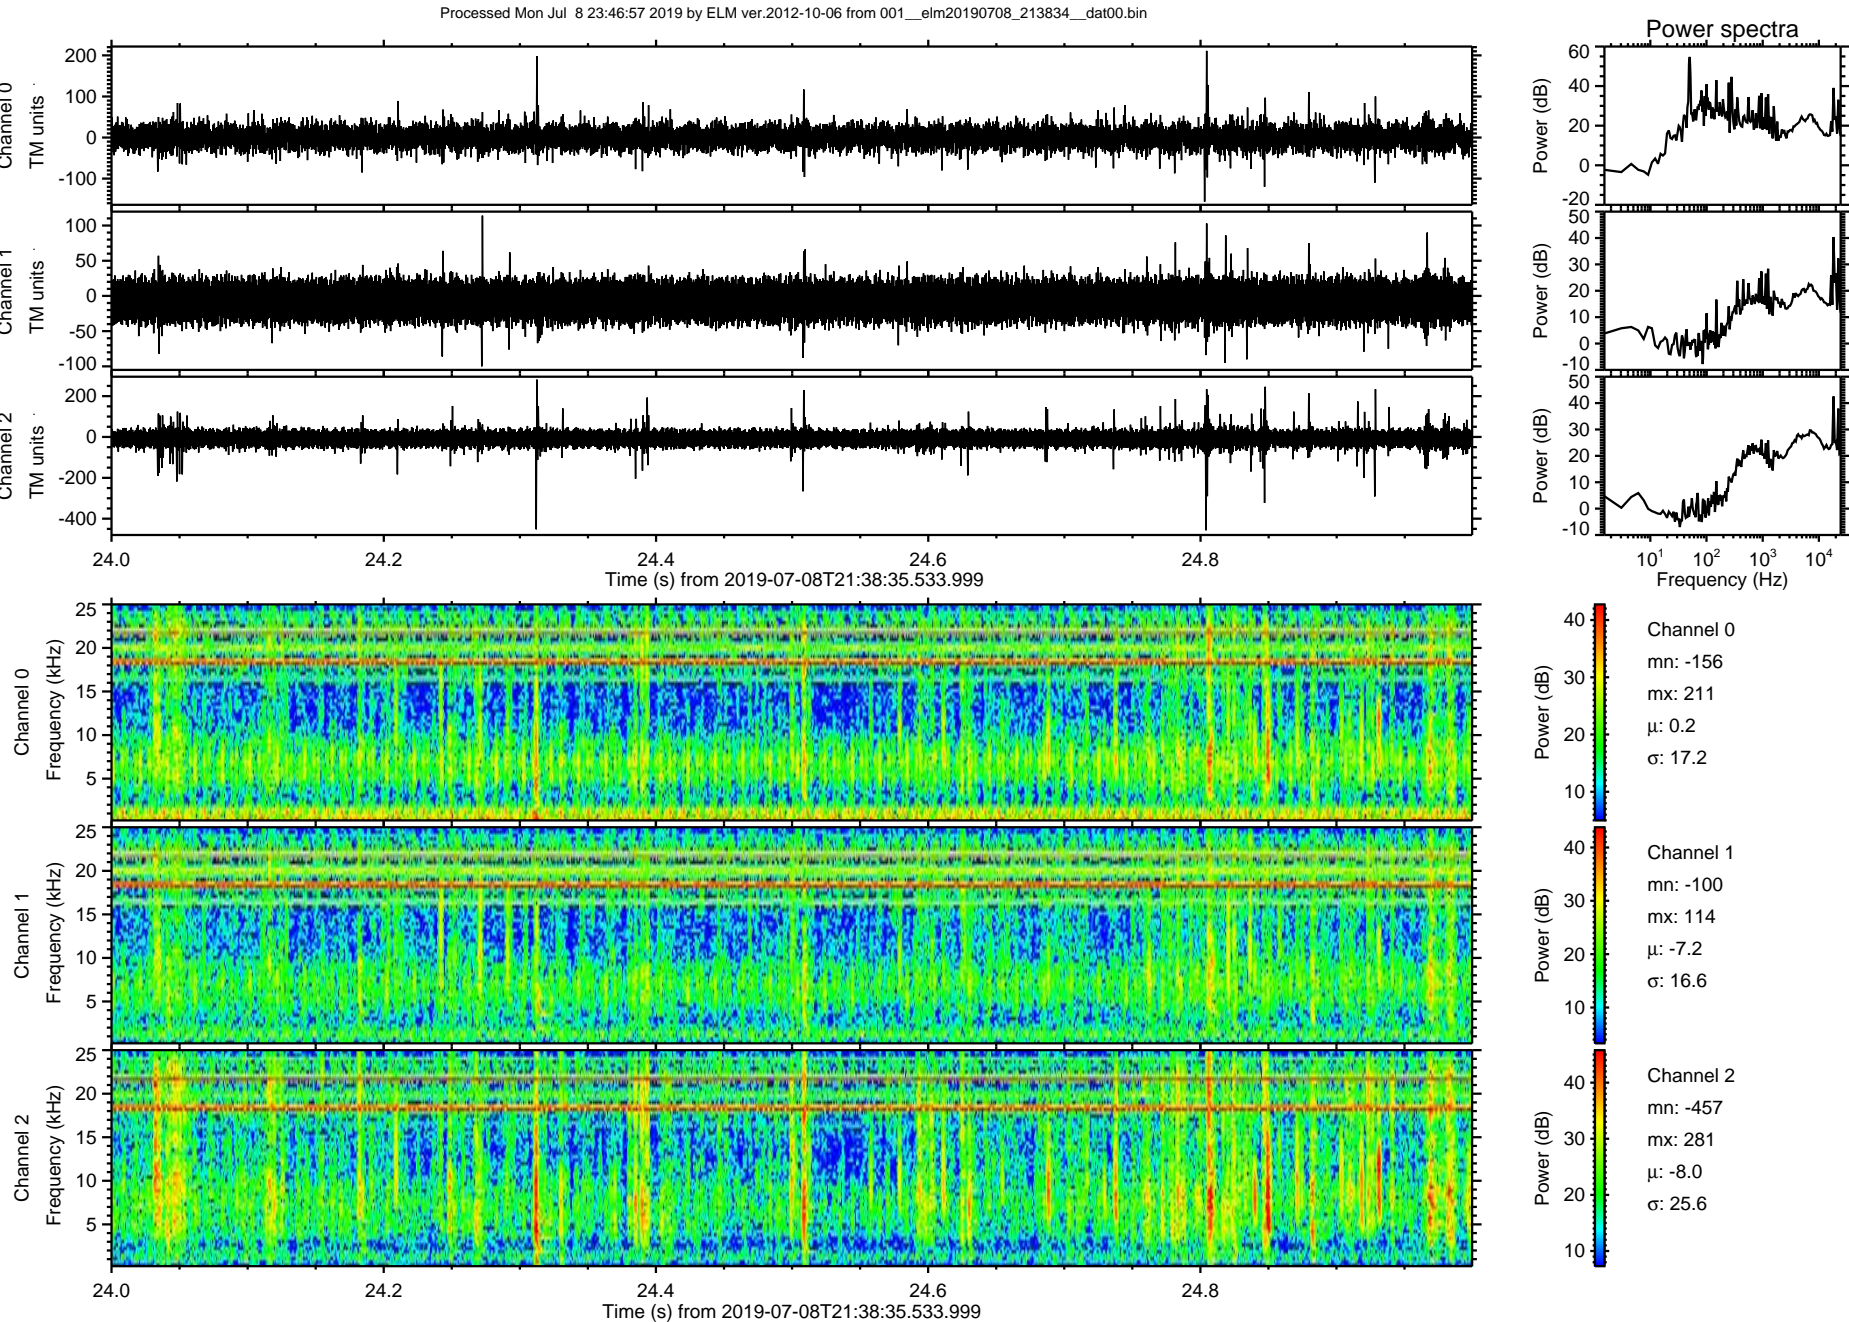 Processed Mon Jul 8 23:46:57 2019 by ELM ver.2012-10-06 from 001__elm20190708_213834__dat00.bin
Power spectra
Channel 0
TM units
200
100
0
-100
Power (dB)
60
40
20
0
-20
Channel 1
TM units
100
50
0
-50
-100
Power (dB)
50
40
30
20
10
0
-10
Channel 2
TM units
200
0
-200
-400
Power (dB)
50
40
30
20
10
0
-10
24.0 24.2 24.4 24.6 24.8
Time (s) from 2019-07-08T21:38:35.533.999
10^1 10^2 10^3 10^4
Frequency (Hz)
Channel 0
Frequency (kHz)
25
20
15
10
5
Power (dB)
40
30
20
10
Channel 0
mn: -156
mx: 211
μ: 0.2
σ: 17.2
Channel 1
Frequency (kHz)
25
20
15
10
5
Power (dB)
40
30
20
10
Channel 1
mn: -100
mx: 114
μ: -7.2
σ: 16.6
Channel 2
Frequency (kHz)
25
20
15
10
5
Power (dB)
40
30
20
10
Channel 2
mn: -457
mx: 281
μ: -8.0
σ: 25.6
24.0 24.2 24.4 24.6 24.8
Time (s) from 2019-07-08T21:38:35.533.999